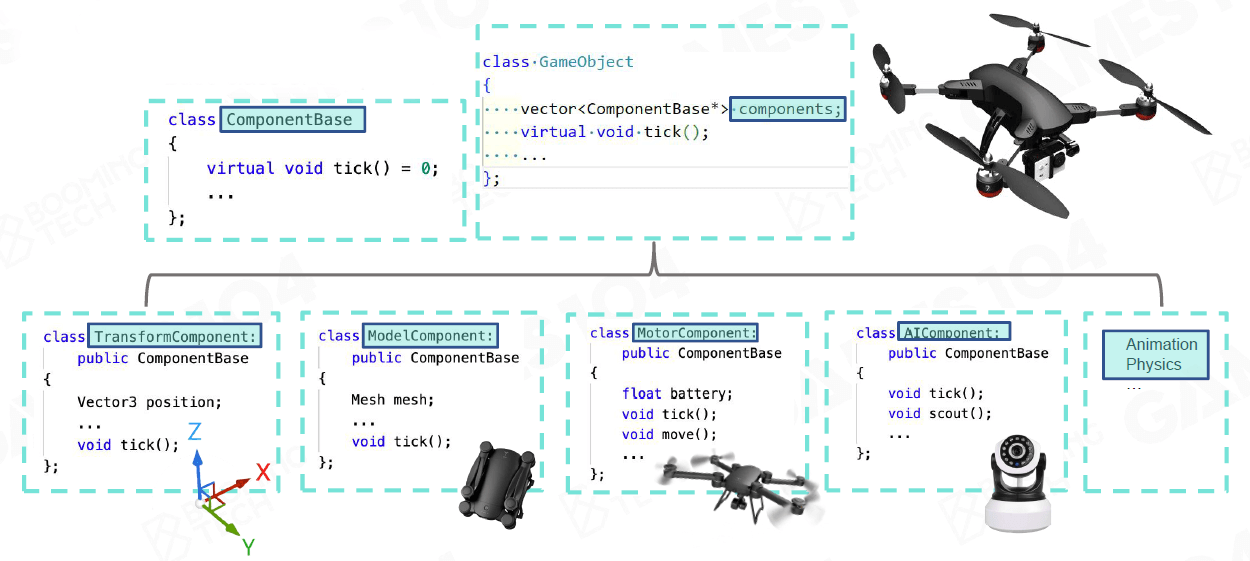 class ComponentBase
{
virtual void tick() = 0;
...
};
class GameObject
{
vector<ComponentBase*> components;
virtual void tick();
...
};
class TransformComponent:
public ComponentBase
{
Vector3 position;
...
void tick();
};
Z
X
Y
class ModelComponent:
public ComponentBase
{
Mesh mesh;
...
void tick();
};
class MotorComponent:
public ComponentBase
{
float battery;
void tick();
void move();
...
};
class AIComponent:
public ComponentBase
{
void tick();
void scout();
...
};
Animation
Physics
...
BOOMING
TECH
GAMES 104